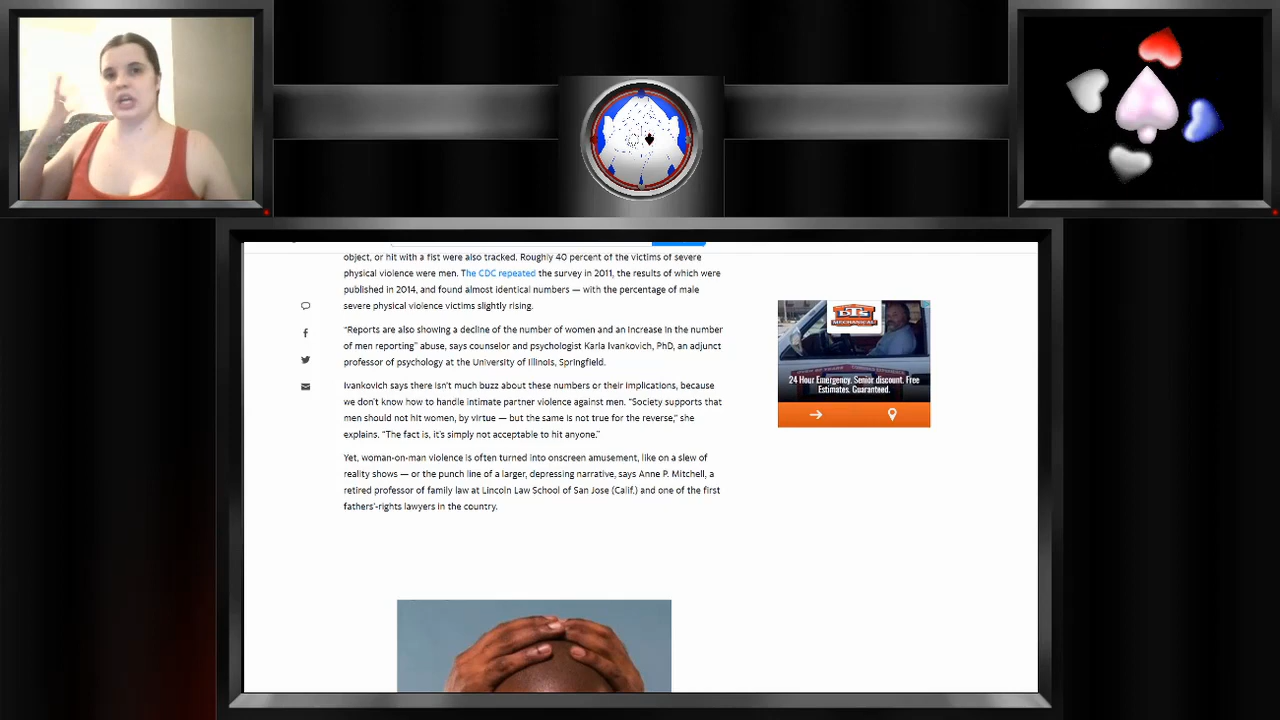 object, or hit with a fist were also tracked. Roughly 40 percent of the victims of severe
physical violence were men. The CDC repeated the survey in 2011, the results of which were
published in 2014, and found almost identical numbers — with the percentage of male
severe physical violence victims slightly rising.
“Reports are also showing a decline of the number of women and an increase in the number
of men reporting” abuse, says counselor and psychologist Karla Ivankovich, PhD, an adjunct
professor of psychology at the University of Illinois, Springfield.
Ivankovich says there isn't much buzz about these numbers or their implications, because
we don't know how to handle intimate partner violence against men. “Society supports that
men should not hit women, by virtue — but the same is not true for the reverse,” she
explains. “The fact is, it's simply not acceptable to hit anyone.”
Yet, woman-on-man violence is often turned into onscreen amusement, like on a slew of
reality shows — or the punch line of a larger, depressing narrative, says Anne P. Mitchell, a
retired professor of family law at Lincoln Law School of San Jose (Calif.) and one of the first
fathers'-rights lawyers in the country.
MECHANICAL
24 Hour Emergency. Senior discount. Free
Estimates. Guaranteed.